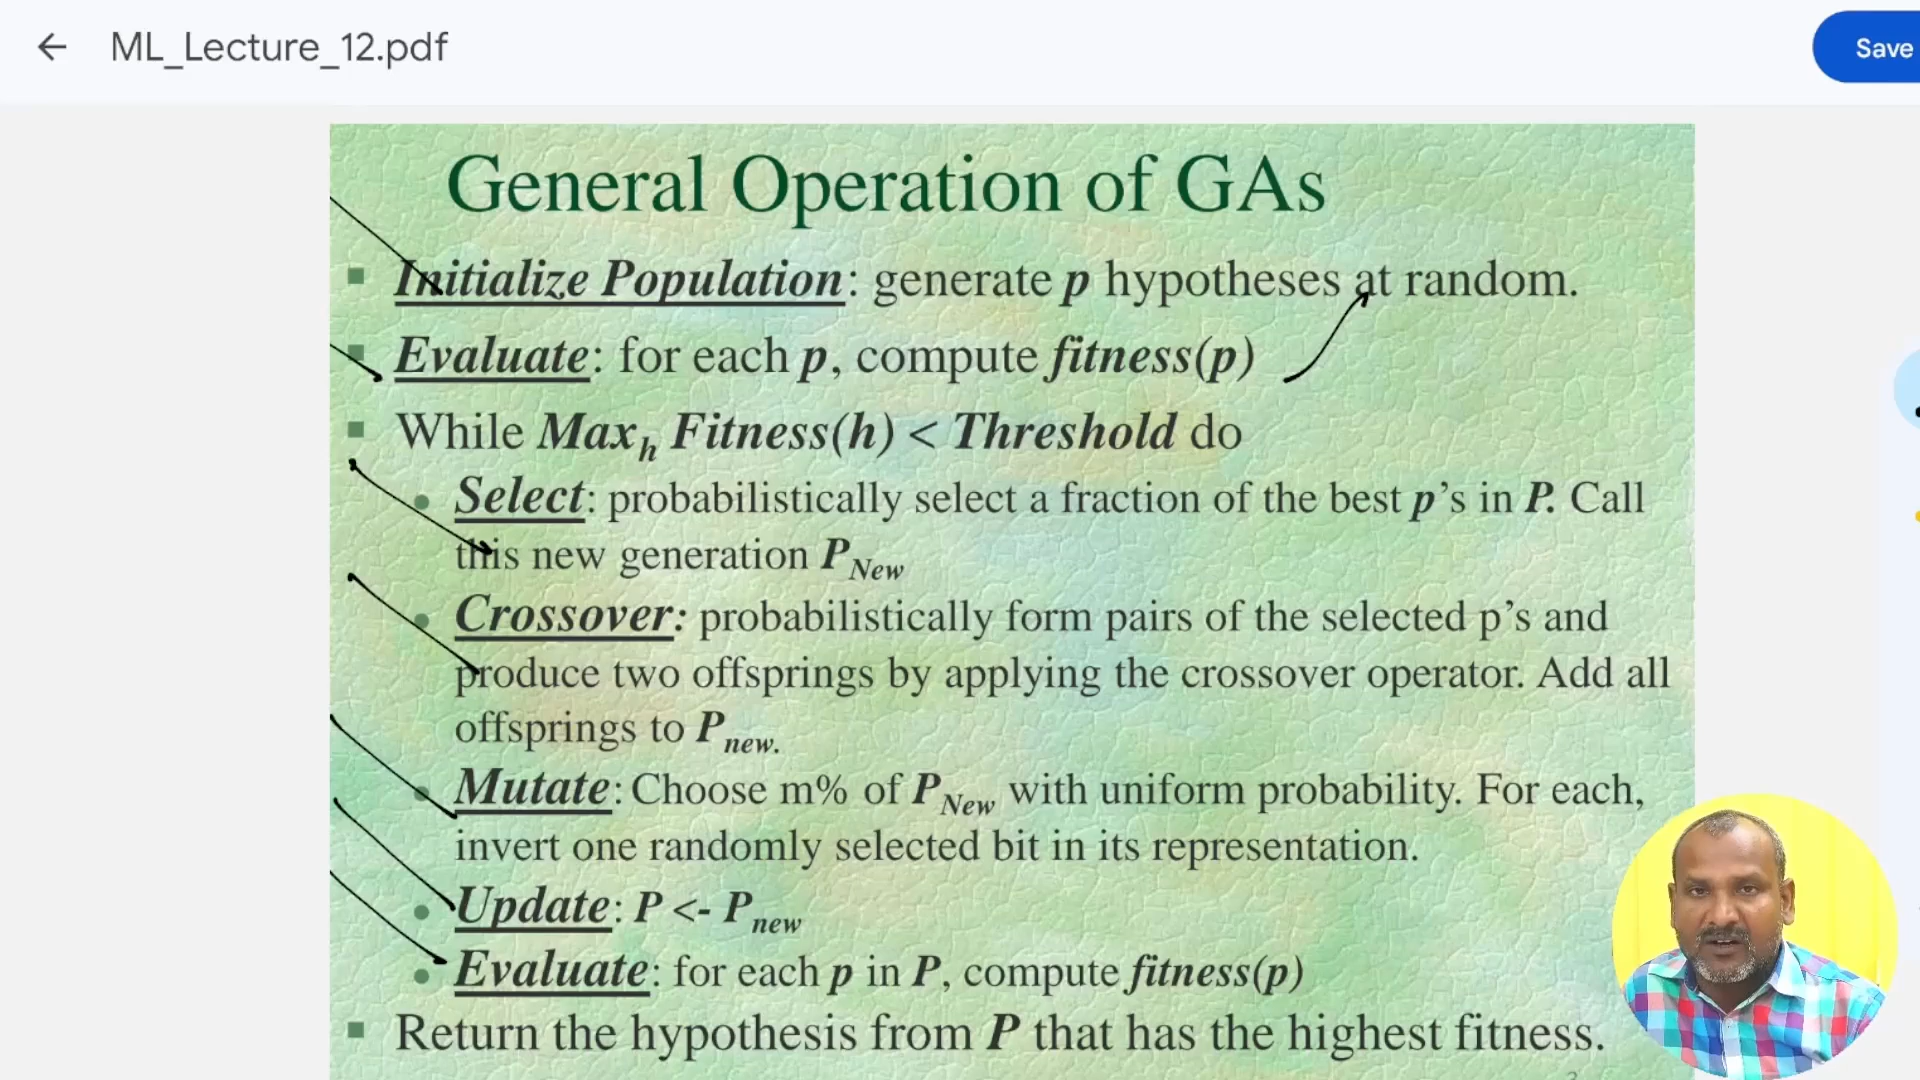 ML_Lecture_12.pdf
Save
General Operation of GAs
Initialize Population: generate p hypotheses at random.
Evaluate: for each p, compute fitness(p)
While Maxh Fitness(h) < Threshold do
Select: probabilistically select a fraction of the best p’s in P. Call
this new generation PNew
Crossover: probabilistically form pairs of the selected p’s and
produce two offsprings by applying the crossover operator. Add all
offsprings to Pnew.
Mutate: Choose m% of PNew with uniform probability. For each,
invert one randomly selected bit in its representation.
Update: P <- Pnew
Evaluate: for each p in P, compute fitness(p)
Return the hypothesis from P that has the highest fitness.